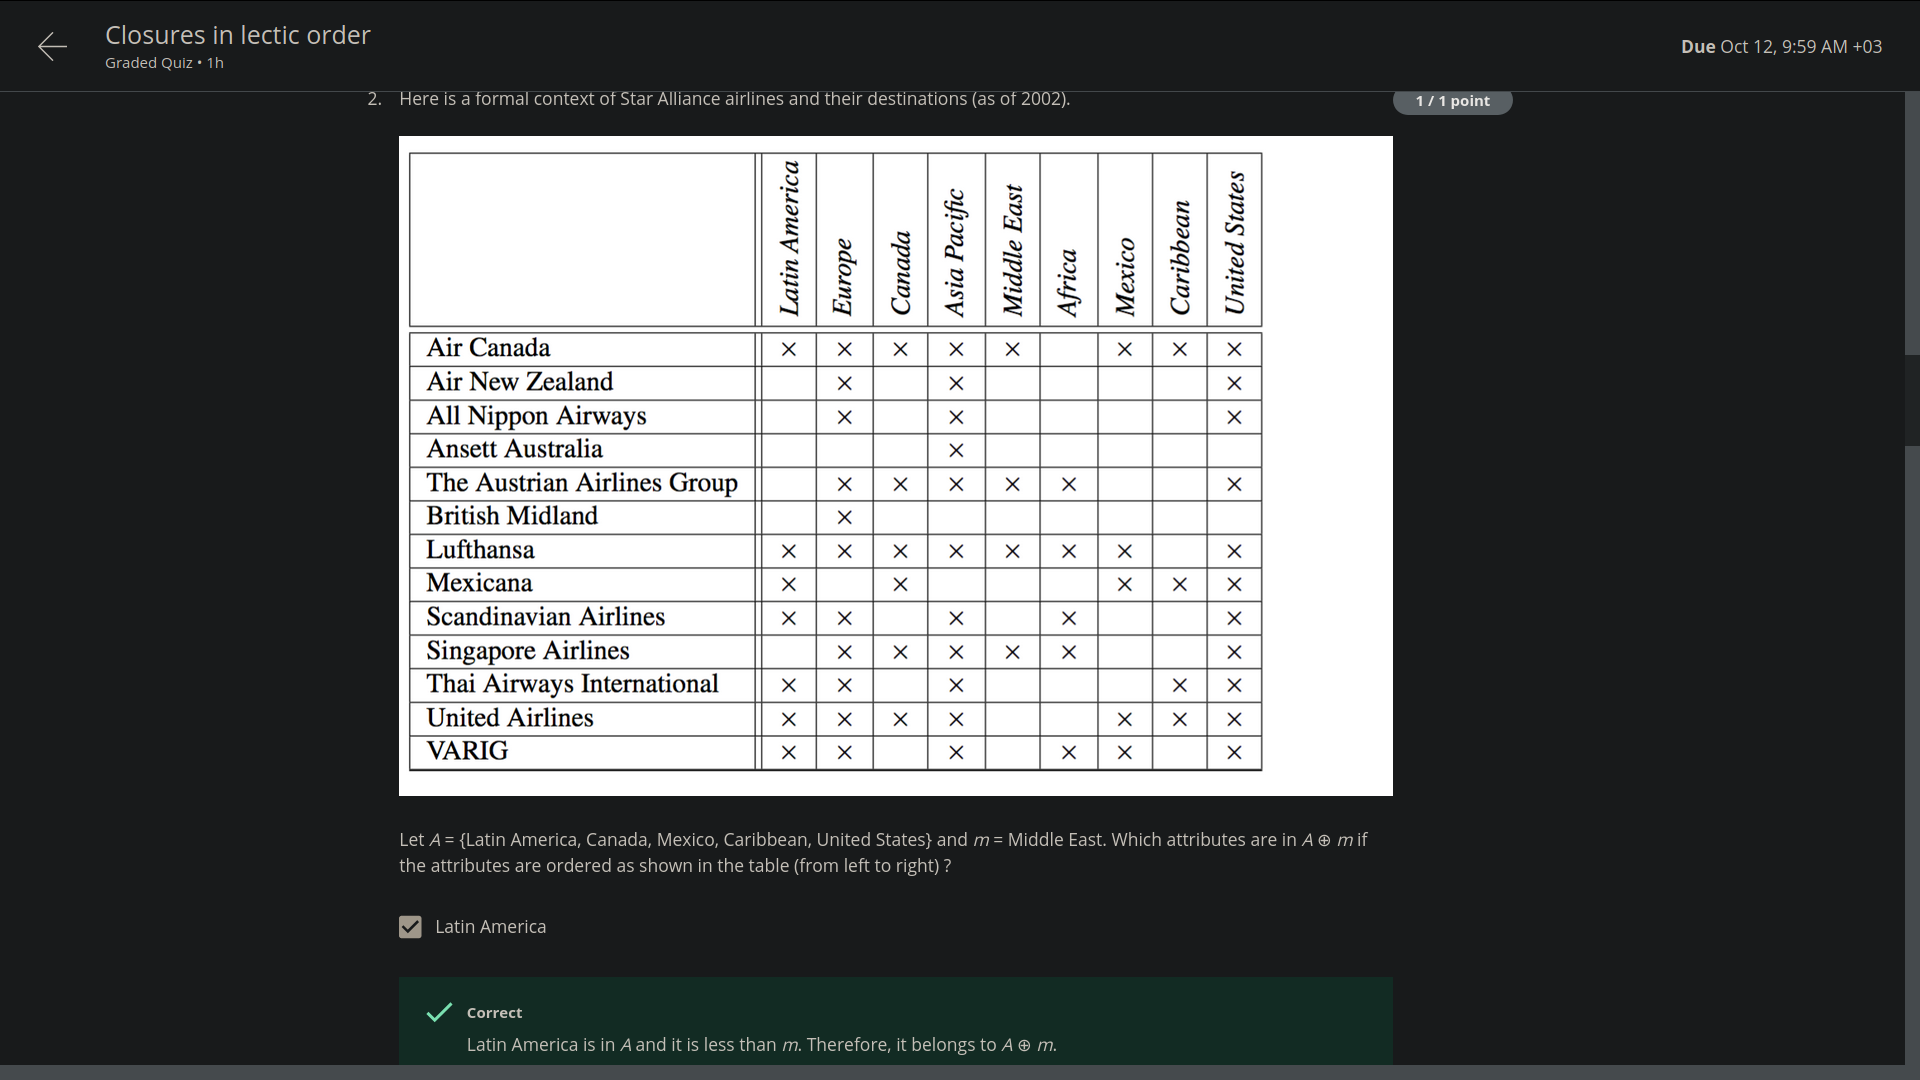 Closures in lectic order
Graded Quiz • 1h
Due Oct 12, 9:59 AM +03
2. Here is a formal context of Star Alliance airlines and their destinations (as of 2002).
1 / 1 point
Latin America
Europe
Canada
Asia Pacific
Middle East
Africa
Mexico
Caribbean
United States
Air Canada × × × × × × × ×
Air New Zealand × × ×
All Nippon Airways × × ×
Ansett Australia ×
The Austrian Airlines Group × × × × × ×
British Midland ×
Lufthansa × × × × × × × ×
Mexicana × × × × ×
Scandinavian Airlines × × × × ×
Singapore Airlines × × × × × ×
Thai Airways International × × × × ×
United Airlines × × × × × × ×
VARIG × × × × × ×
Let A = {Latin America, Canada, Mexico, Caribbean, United States} and m = Middle East. Which attributes are in A ⊕ m if
the attributes are ordered as shown in the table (from left to right) ?
Latin America
Correct
Latin America is in A and it is less than m. Therefore, it belongs to A ⊕ m.